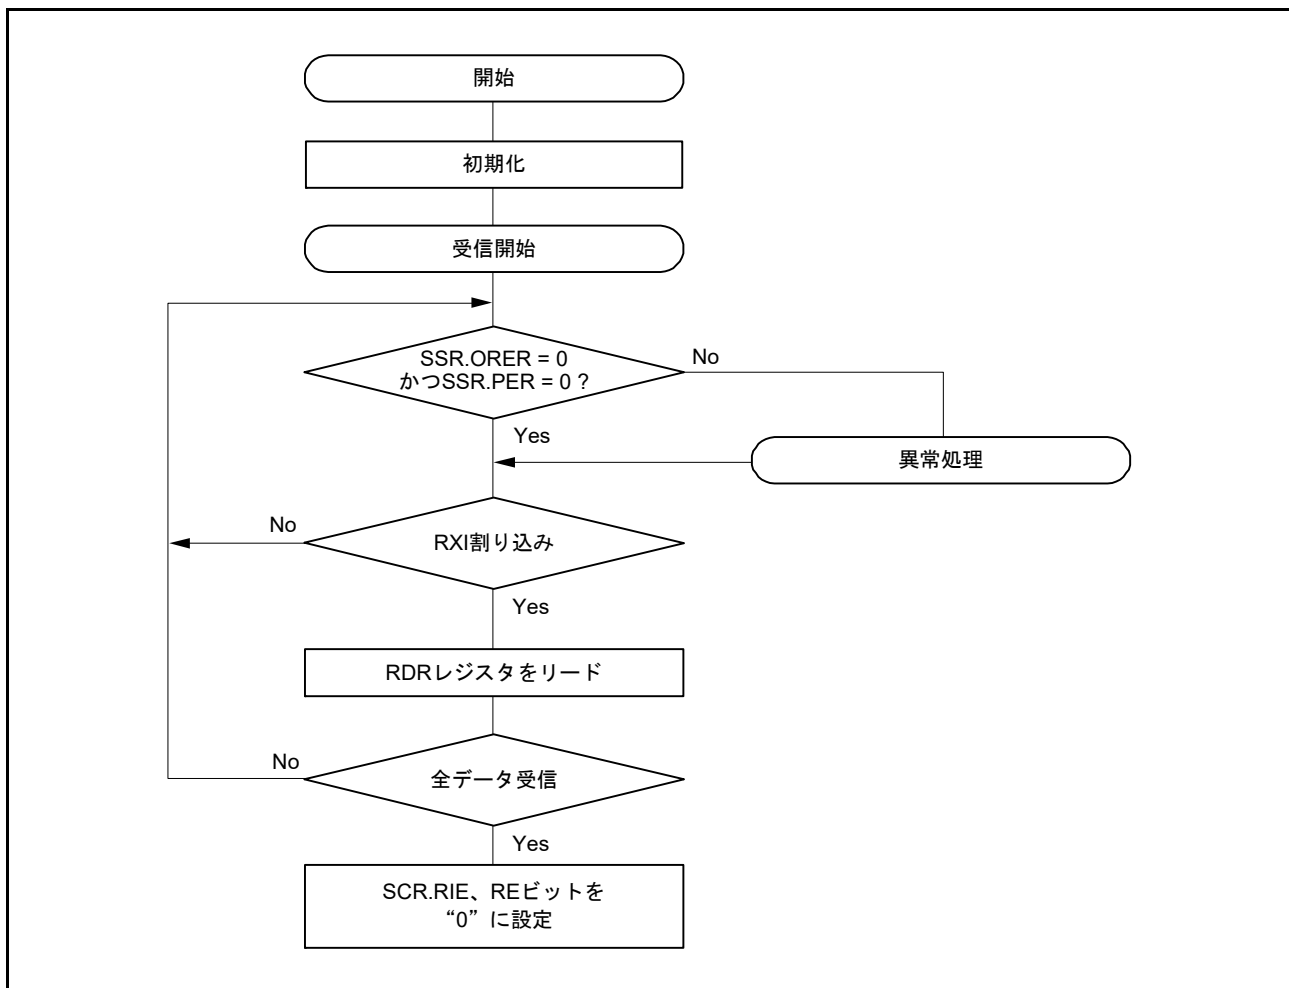 開始
初期化
受信開始
SSR.ORER = 0
かつSSR.PER = 0 ?
No
Yes
異常処理
No
RXI割り込み
Yes
RDRレジスタをリード
No
全データ受信
Yes
SCR.RIE、REビットを
“0”に設定